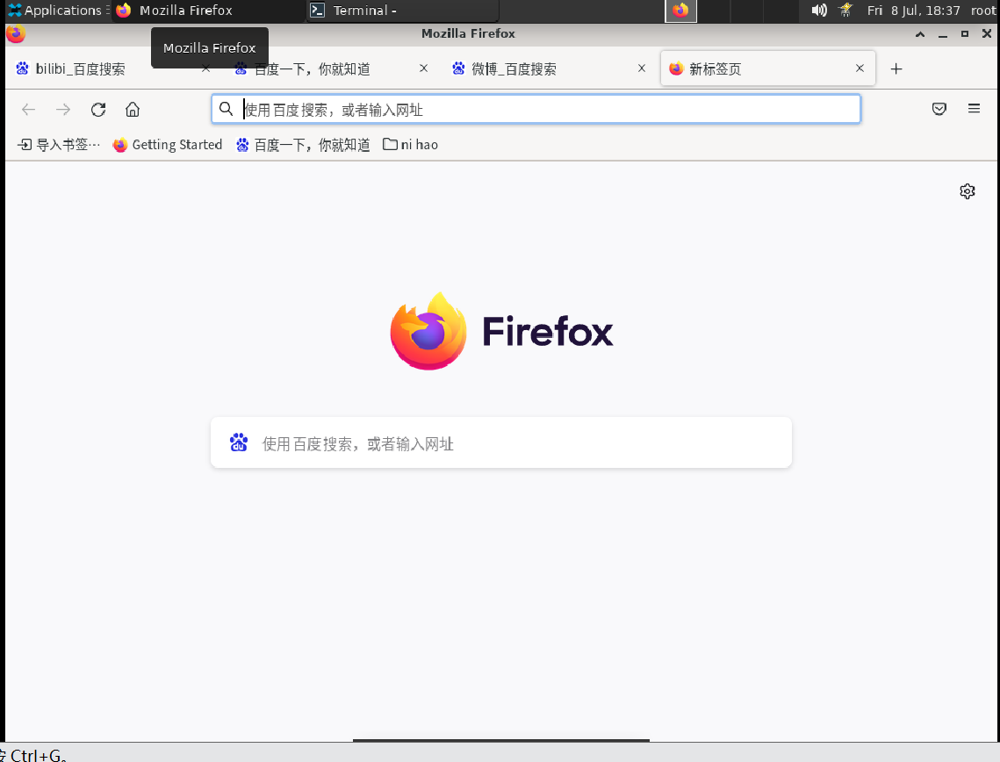 Applications Mozilla Firefox Terminal - Fri 8 Jul, 18:37 root
Mozilla Firefox
Mozilla Firefox
bilibi_百度搜索 百度一下，你就知道 微博_百度搜索 新标签页
使用百度搜索，或者输入网址
导入书签… Getting Started 百度一下，你就知道 ni hao
Firefox
使用百度搜索，或者输入网址
Ctrl+G。